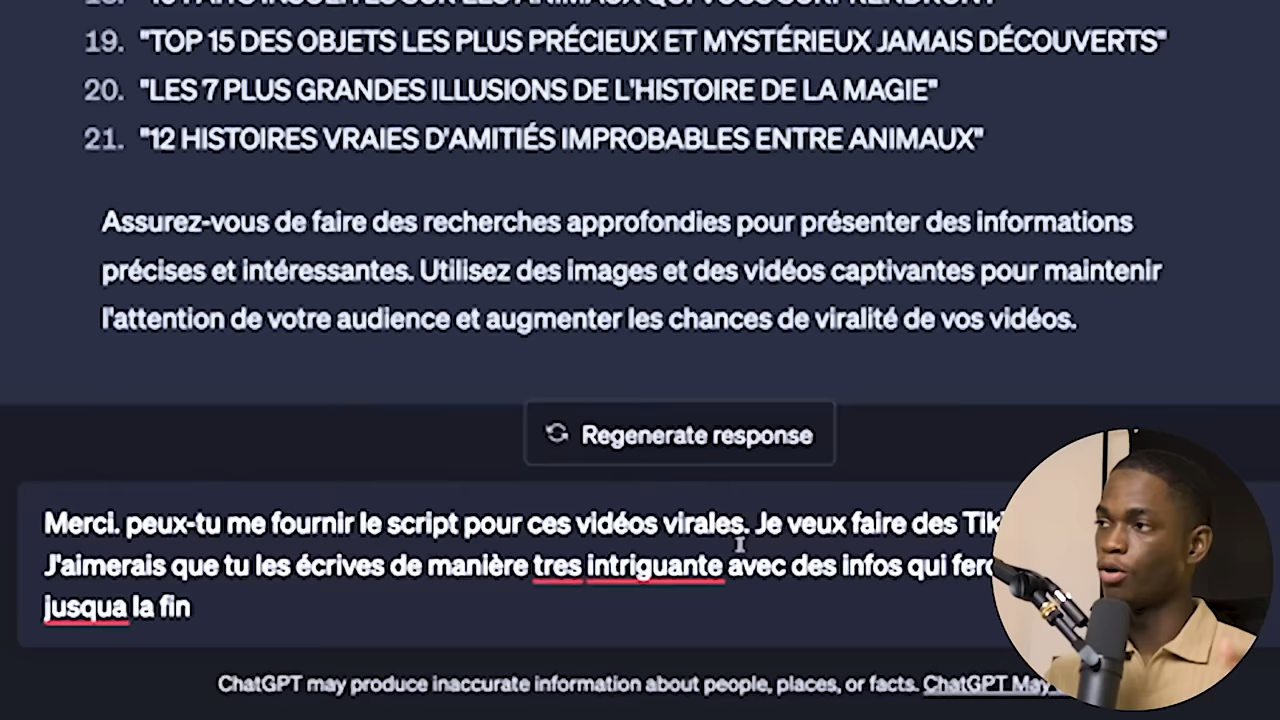 19. "TOP 15 DES OBJETS LES PLUS PRÉCIEUX ET MYSTÉRIEUX JAMAIS DÉCOUVERTS"
20. "LES 7 PLUS GRANDES ILLUSIONS DE L'HISTOIRE DE LA MAGIE"
21. "12 HISTOIRES VRAIES D'AMITIÉS IMPROBABLES ENTRE ANIMAUX"
Assurez-vous de faire des recherches approfondies pour présenter des informations
précises et intéressantes. Utilisez des images et des vidéos captivantes pour maintenir
l'attention de votre audience et augmenter les chances de viralité de vos vidéos.
Regenerate response
Merci. peux-tu me fournir le script pour ces vidéos virales. Je veux faire des
J'aimerais que tu les écrives de manière tres intriguante avec des infos qui
jusqua la fin
ChatGPT may produce inaccurate information about people, places, or facts. ChatGPT May